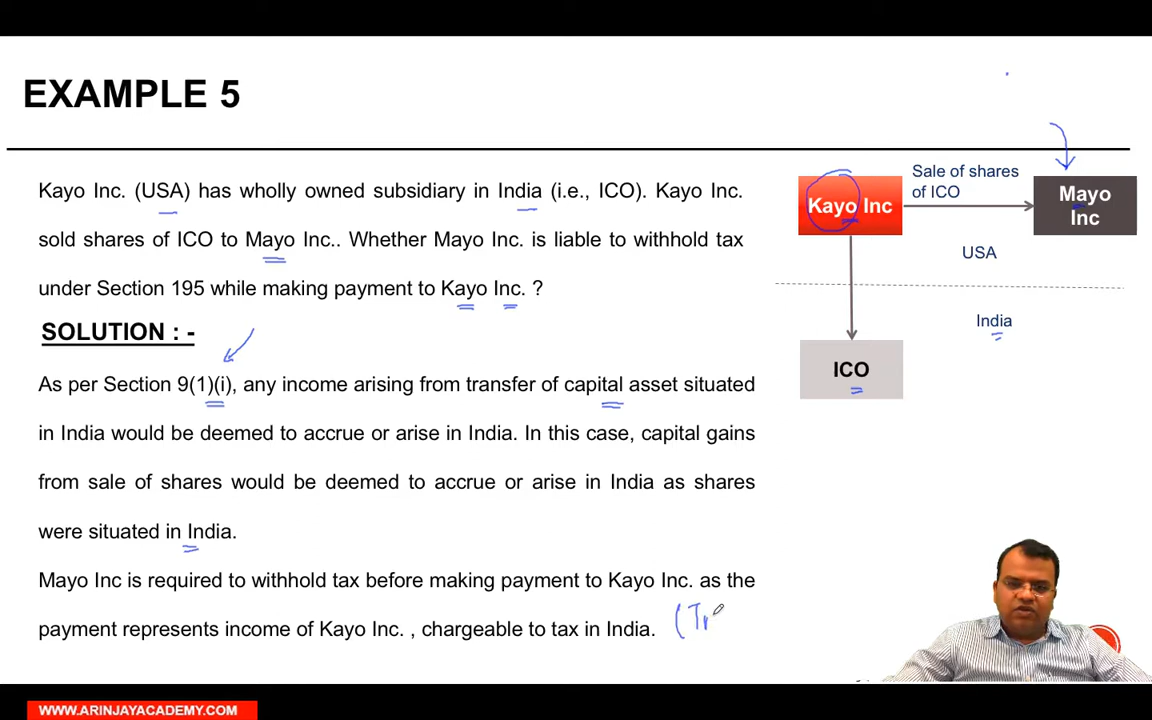 EXAMPLE 5
Kayo Inc. (USA) has wholly owned subsidiary in India (i.e., ICO). Kayo Inc.
sold shares of ICO to Mayo Inc.. Whether Mayo Inc. is liable to withhold tax
under Section 195 while making payment to Kayo Inc. ?
SOLUTION : -
As per Section 9(1)(i), any income arising from transfer of capital asset situated
in India would be deemed to accrue or arise in India. In this case, capital gains
from sale of shares would be deemed to accrue or arise in India as shares
were situated in India.
Mayo Inc is required to withhold tax before making payment to Kayo Inc. as the
payment represents income of Kayo Inc. , chargeable to tax in India.
Kayo Inc
Sale of shares
of ICO
Mayo
Inc
USA
India
ICO
WWW.ARINJAYACADEMY.COM